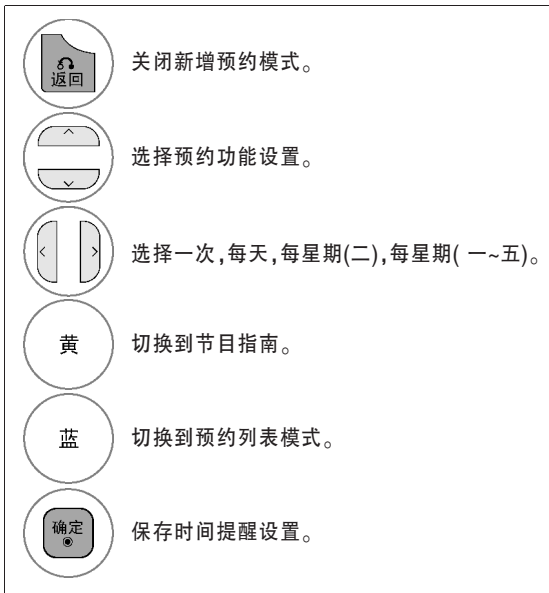 返回
关闭新增预约模式。
选择预约功能设置。
选择一次,每天,每星期(二),每星期( 一~五)。
黄
切换到节目指南。
蓝
切换到预约列表模式。
确定
保存时间提醒设置。